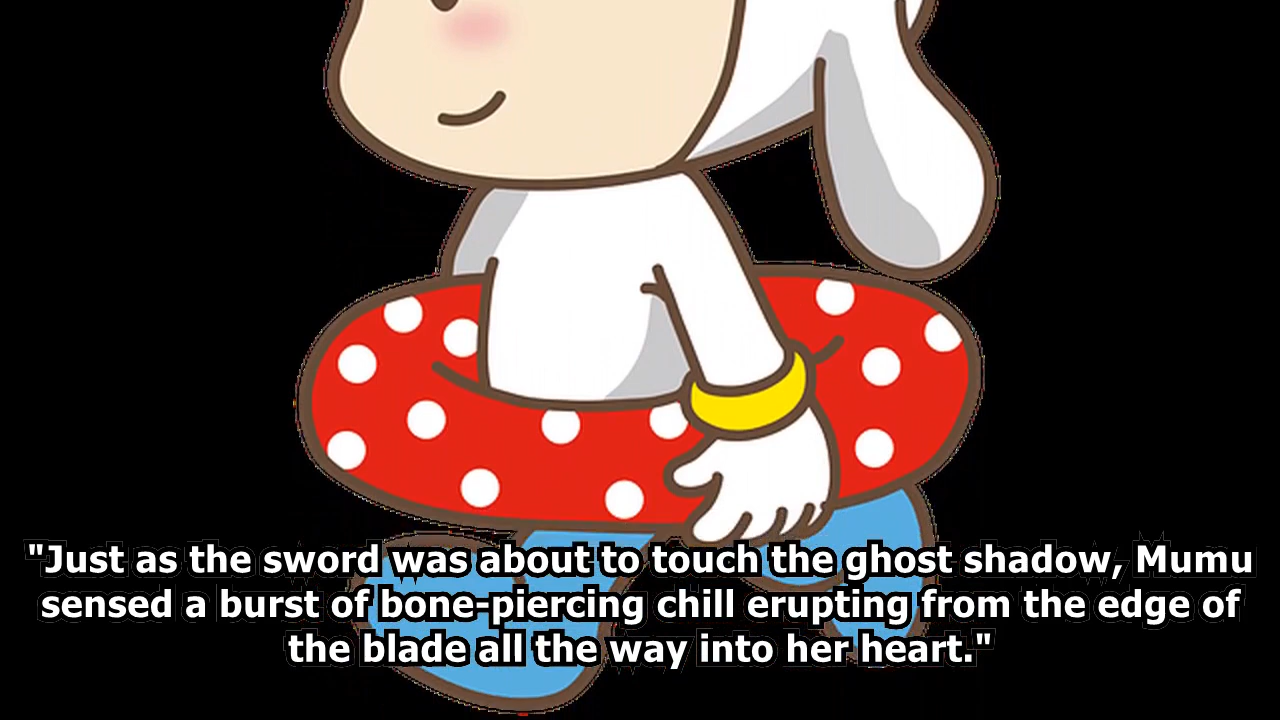 "Just as the sword was about to touch the ghost shadow, Mumu
sensed a burst of bone-piercing chill erupting from the edge of
the blade all the way into her heart."